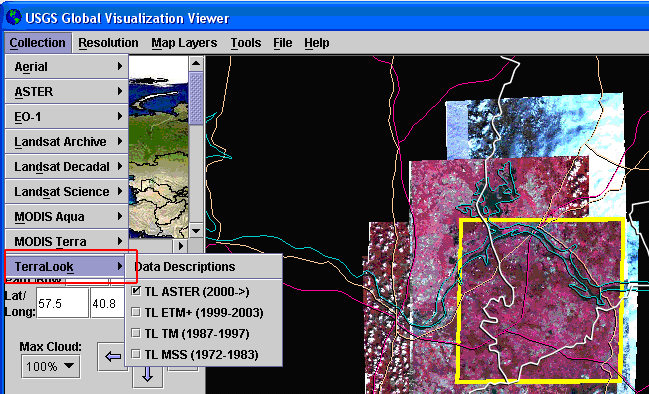 USGS Global Visualization Viewer
Collection Resolution Map Layers Tools File Help
Aerial
ASTER
EO-1
Landsat Archive
Landsat Decadal
Landsat Science
MODIS Aqua
MODIS Terra
TerraLook
Data Descriptions
TL ASTER (2000->)
TL ETM+ (1999-2003)
TL TM (1987-1997)
TL MSS (1972-1983)
Lat/
Long: 57.5 40.8
Max Cloud:
100%